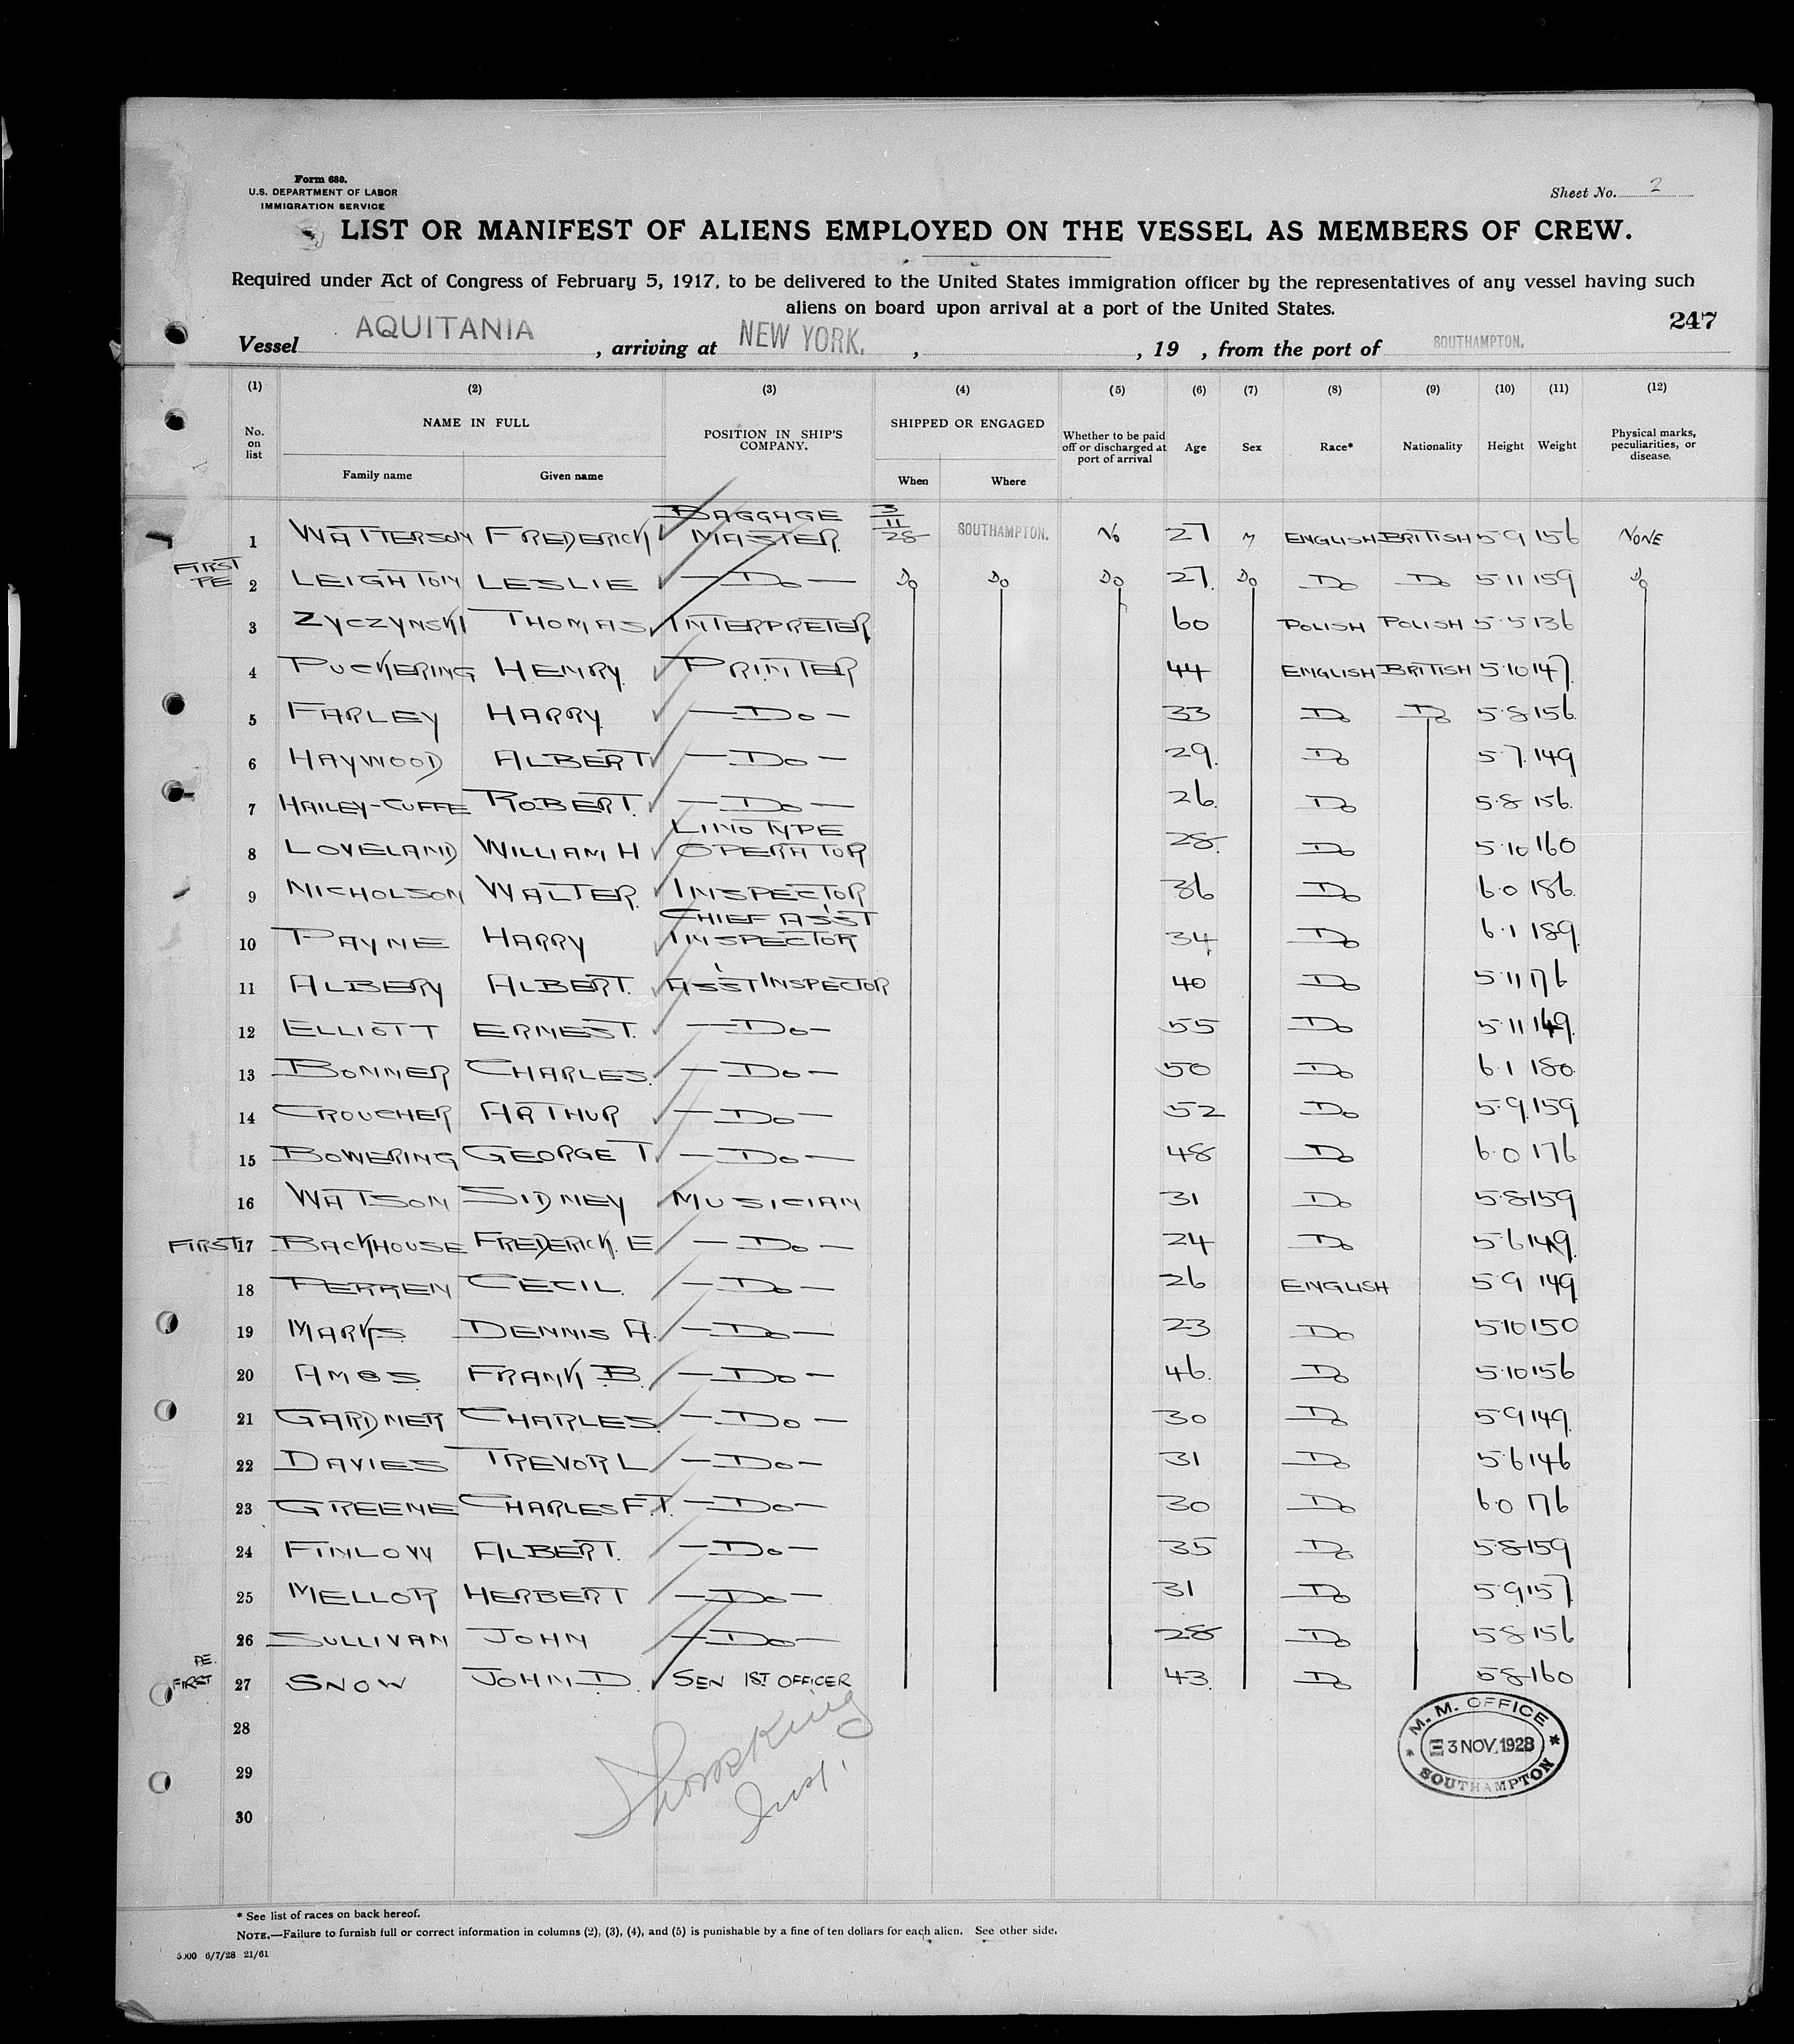 Form 680.
U.S. DEPARTMENT OF LABOR
IMMIGRATION SERVICE
Sheet No. 2
LIST OR MANIFEST OF ALIENS EMPLOYED ON THE VESSEL AS MEMBERS OF CREW.
Required under Act of Congress of February 5, 1917, to be delivered to the United States immigration officer by the representatives of any vessel having such
aliens on board upon arrival at a port of the United States.
247
Vessel AQUITANIA , arriving at NEW YORK. , , 19 , from the port of SOUTHAMPTON.
(1) (2) (3) (4) (5) (6) (7) (8) (9) (10) (11) (12)
No. on list NAME IN FULL Family name Given name POSITION IN SHIP'S COMPANY. SHIPPED OR ENGAGED When Where Whether to be paid off or discharged at port of arrival Age Sex Race* Nationality Height Weight Physical marks, peculiarities, or disease.
1 WATTERSON FREDERICK BAGGAGE MASTER. 3/11/28 SOUTHAMPTON. NO 27 M ENGLISH BRITISH 5·9 156 NONE
FIRST
2 LEIGHTON LESLIE —Do— Do Do Do 27. Do Do Do 5·11 159 Do
3 ZYCZYNSKI THOMAS INTERPRETER 60 POLISH POLISH 5·5 136
4 PUCKERING HENRY. PRINTER 44 ENGLISH BRITISH 5·10 147.
5 FARLEY HARRY. —Do— 33 Do Do 5·8 156.
6 HAYWOOD ALBERT —Do— 29. Do 5·7. 149
7 HAILEY-CUFFE ROBERT. —Do— 26. Do 5·8 156.
8 LOVELAND WILLIAM H LINOTYPE OPERATOR 28. Do 5·10 160
9 NICHOLSON WALTER. INSPECTOR 36 Do 6·0 186.
10 PAYNE HARRY CHIEF ASS'T INSPECTOR 34 Do 6·1 189.
11 ALBERY ALBERT. ASS'T INSPECTOR 40 Do 5·11 176
12 ELLIOTT ERNEST. —Do— 55 Do 5·11 149.
13 BONNER CHARLES. —Do— 50 Do 6·1 180.
14 CROUCHER ARTHUR —Do— 52 Do 5·9. 159
15 BOWERING GEORGE T. —Do— 48 Do 6·0 176
16 WATSON SIDNEY MUSICIAN 31 Do 5·8 159
FIRST 17 BACKHOUSE FREDERICK. E —Do— 24 Do 5·6 149.
18 PERREN CECIL. —Do— 26 ENGLISH 5·9 149
19 MARKS. DENNIS A. —Do— 23 Do 5·10 150
20 AMOS. FRANK B. —Do— 46. Do 5·10 156
21 GARDNER CHARLES. —Do— 30 Do 5·9 149.
22 DAVIES TREVOR L —Do— 31 Do 5·6 146
23 GREENE CHARLES F.T. —Do— 30 Do 6·0 176
24 FINLOW ALBERT. —Do— 35 Do 5·8 159
25 MELLOR HERBERT —Do— 31 Do 5·9 157
26 SULLIVAN JOHN —Do— 28 Do 5·8 156
PE.
FIRST 27 SNOW JOHN D. SEN 1ST OFFICER 43. Do 5·8 160
28
29
30
M. M. OFFICE
3 NOV. 1928
SOUTHAMPTON
* See list of races on back hereof.
NOTE.—Failure to furnish full or correct information in columns (2), (3), (4), and (5) is punishable by a fine of ten dollars for each alien. See other side.
5000 6/7/28 21/61